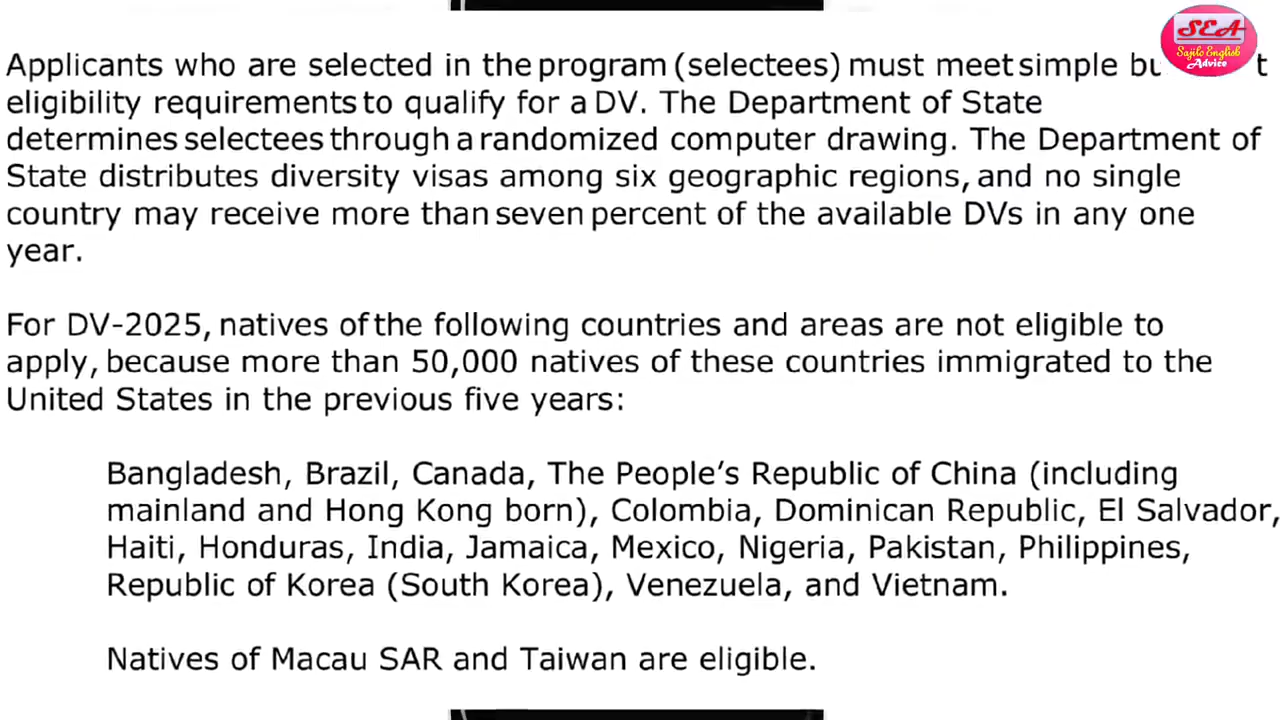 SEA
Sajilo English
Advice
Applicants who are selected in the program (selectees) must meet simple
eligibility requirements to qualify for a DV. The Department of State
determines selectees through a randomized computer drawing. The Department of
State distributes diversity visas among six geographic regions, and no single
country may receive more than seven percent of the available DVs in any one
year.
For DV-2025, natives of the following countries and areas are not eligible to
apply, because more than 50,000 natives of these countries immigrated to the
United States in the previous five years:
Bangladesh, Brazil, Canada, The People’s Republic of China (including
mainland and Hong Kong born), Colombia, Dominican Republic, El Salvador,
Haiti, Honduras, India, Jamaica, Mexico, Nigeria, Pakistan, Philippines,
Republic of Korea (South Korea), Venezuela, and Vietnam.
Natives of Macau SAR and Taiwan are eligible.